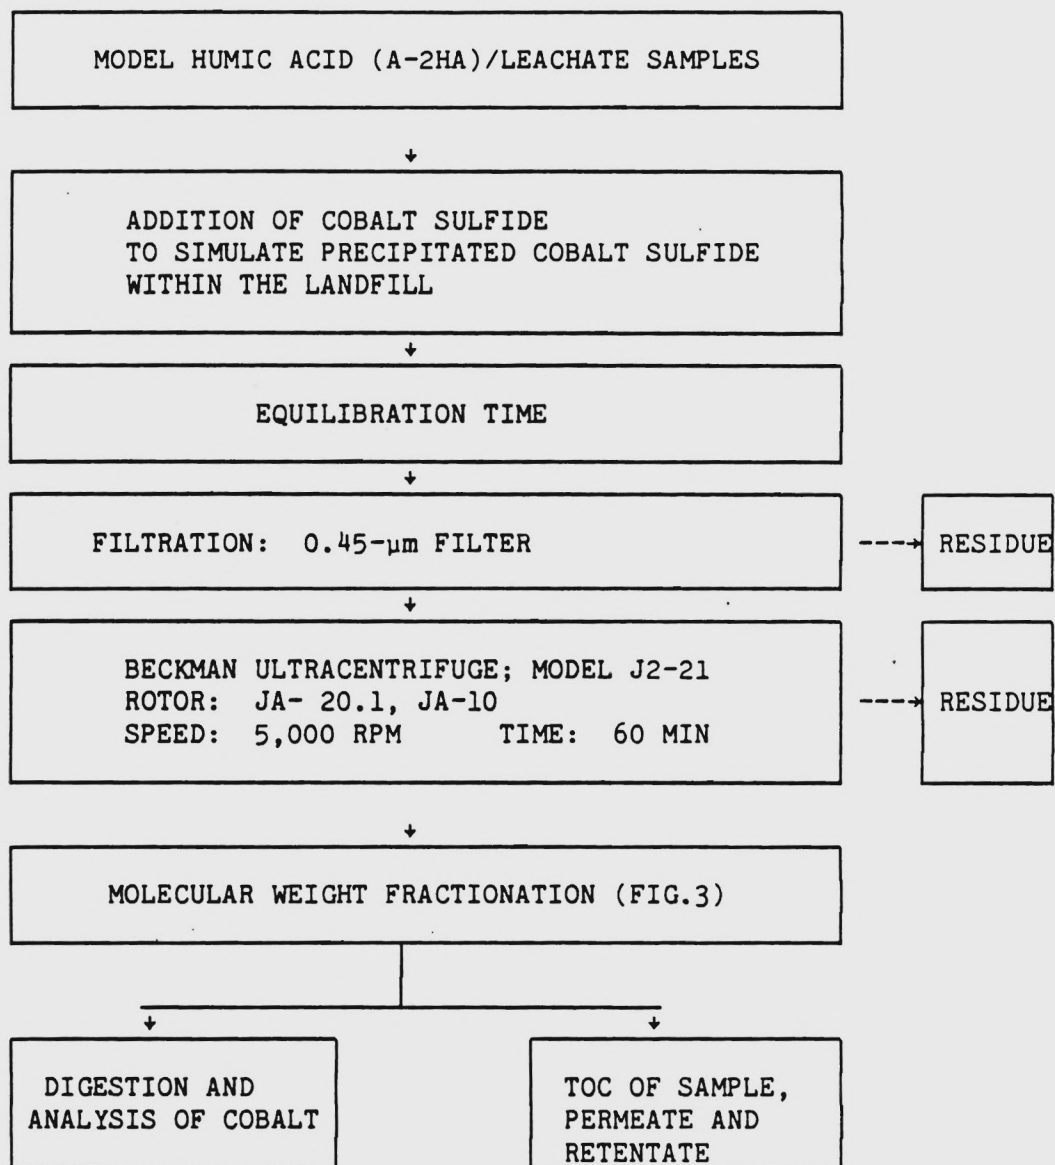 MODEL HUMIC ACID (A-2HA)/LEACHATE SAMPLES
ADDITION OF COBALT SULFIDE
TO SIMULATE PRECIPITATED COBALT SULFIDE
WITHIN THE LANDFILL
EQUILIBRATION TIME
FILTRATION: 0.45-µm FILTER
RESIDUE
BECKMAN ULTRACENTRIFUGE; MODEL J2-21
ROTOR: JA- 20.1, JA-10
SPEED: 5,000 RPM TIME: 60 MIN
RESIDUE
MOLECULAR WEIGHT FRACTIONATION (FIG.3)
DIGESTION AND
ANALYSIS OF COBALT
TOC OF SAMPLE,
PERMEATE AND
RETENTATE